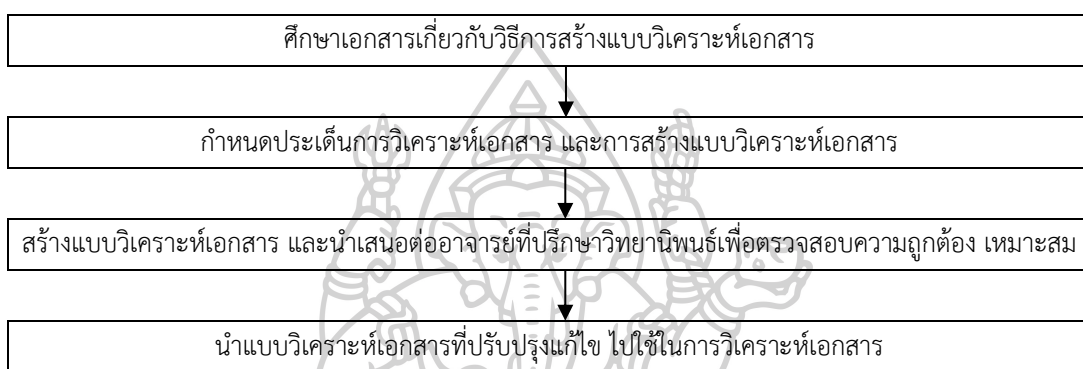 ศึกษาเอกสารเกี่ยวกับวิธีการสร้างแบบวิเคราะห์เอกสาร
กำหนดประเด็นการวิเคราะห์เอกสาร และการสร้างแบบวิเคราะห์เอกสาร
สร้างแบบวิเคราะห์เอกสาร และนำเสนอต่ออาจารย์ที่ปรึกษาวิทยานิพนธ์เพื่อตรวจสอบความถูกต้อง เหมาะสม
นำแบบวิเคราะห์เอกสารที่ปรับปรุงแก้ไข ไปใช้ในการวิเคราะห์เอกสาร